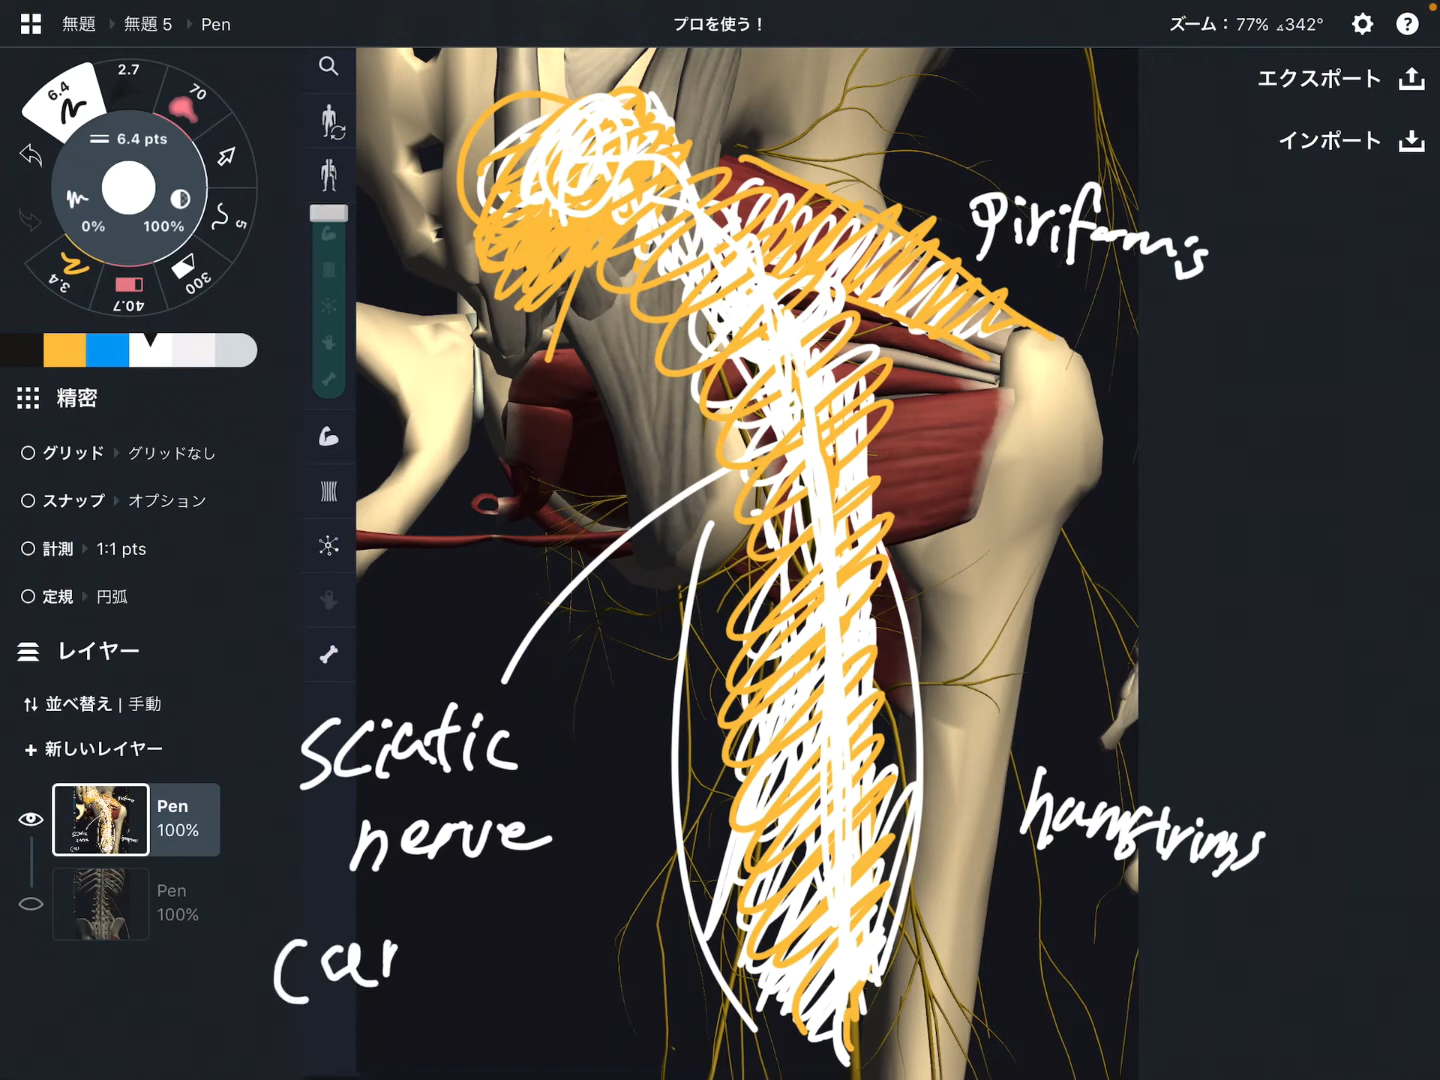 無題 無題 5 Pen
プロを使う！
ズーム： 77% ⦨342°
エクスポート
インポート
6.4
2.7
70
5
300
40.7
3.4
6.4 pts
0% 100%
精密
グリッド グリッドなし
スナップ オプション
計測 1:1 pts
定規 円弧
レイヤー
並べ替え | 手動
+ 新しいレイヤー
Pen
100%
Pen
100%
Piriformis
sciatic
nerve
car
hamstrings